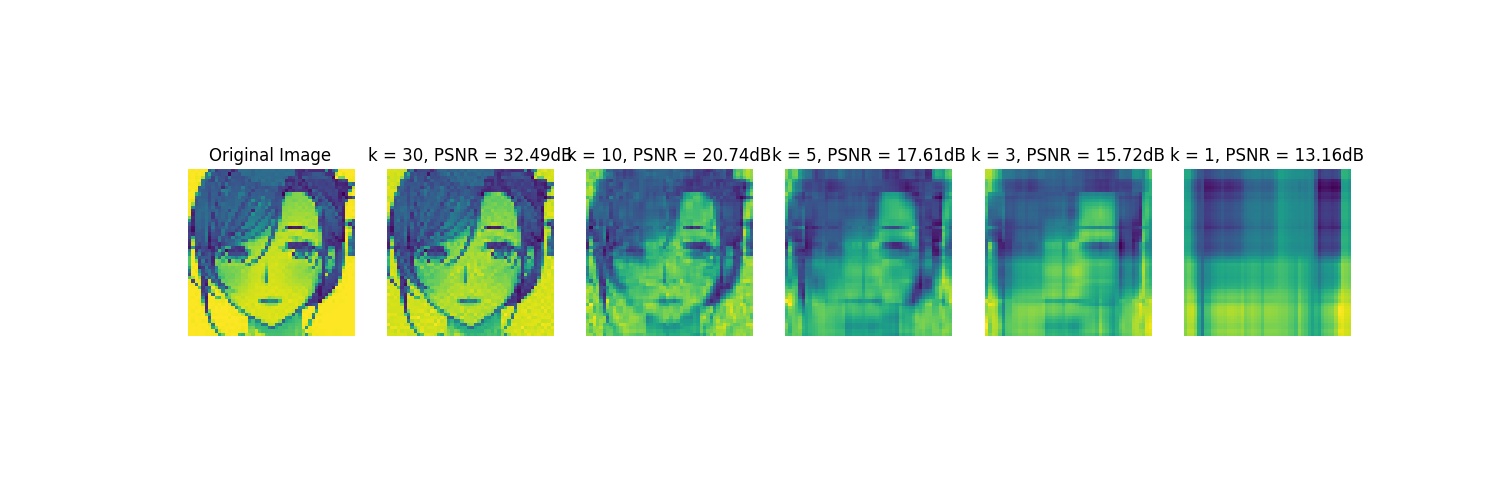 Original Image
k = 30, PSNR = 32.49dB
k = 10, PSNR = 20.74dB
k = 5, PSNR = 17.61dB
k = 3, PSNR = 15.72dB
k = 1, PSNR = 13.16dB